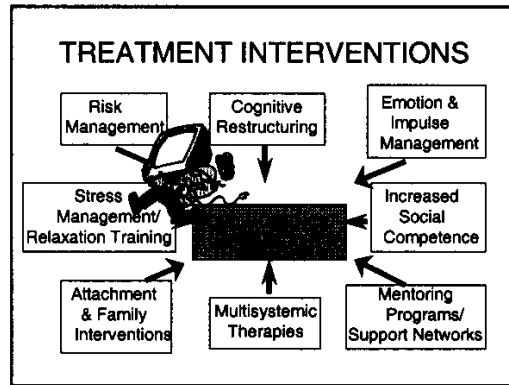 TREATMENT INTERVENTIONS
Risk
Management
Cognitive
Restructuring
Emotion &
Impulse
Management
Stress
Management/
Relaxation Training
Increased
Social
Competence
Attachment
& Family
Interventions
Multisystemic
Therapies
Mentoring
Programs/
Support Networks